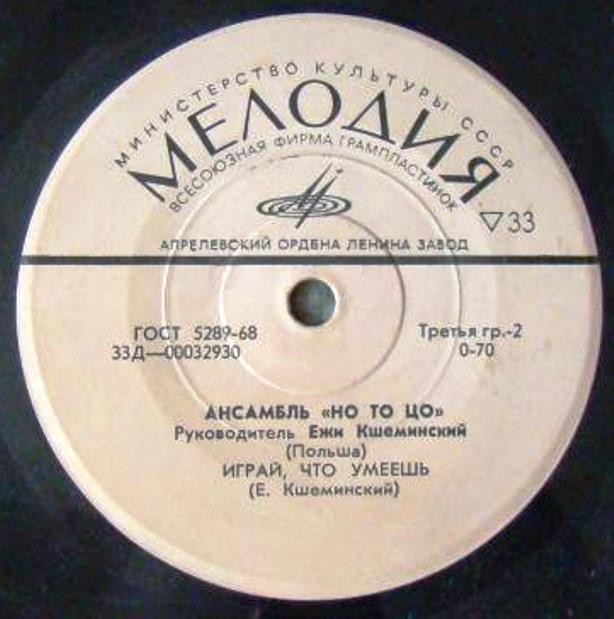 МИНИСТЕРСТВО КУЛЬТУРЫ СССР
МЕЛОДИЯ
ВСЕСОЮЗНАЯ ФИРМА ГРАМПЛАСТИНОК
▽33
АПРЕЛЕВСКИЙ ОРДЕНА ЛЕНИНА ЗАВОД
ГОСТ 5289-68
33Д—00032930
Третья гр.-2
0-70
АНСАМБЛЬ «НО ТО ЦО»
Руководитель Ежи Кшеминский
(Польша)
ИГРАЙ, ЧТО УМЕЕШЬ
(Е. Кшеминский)